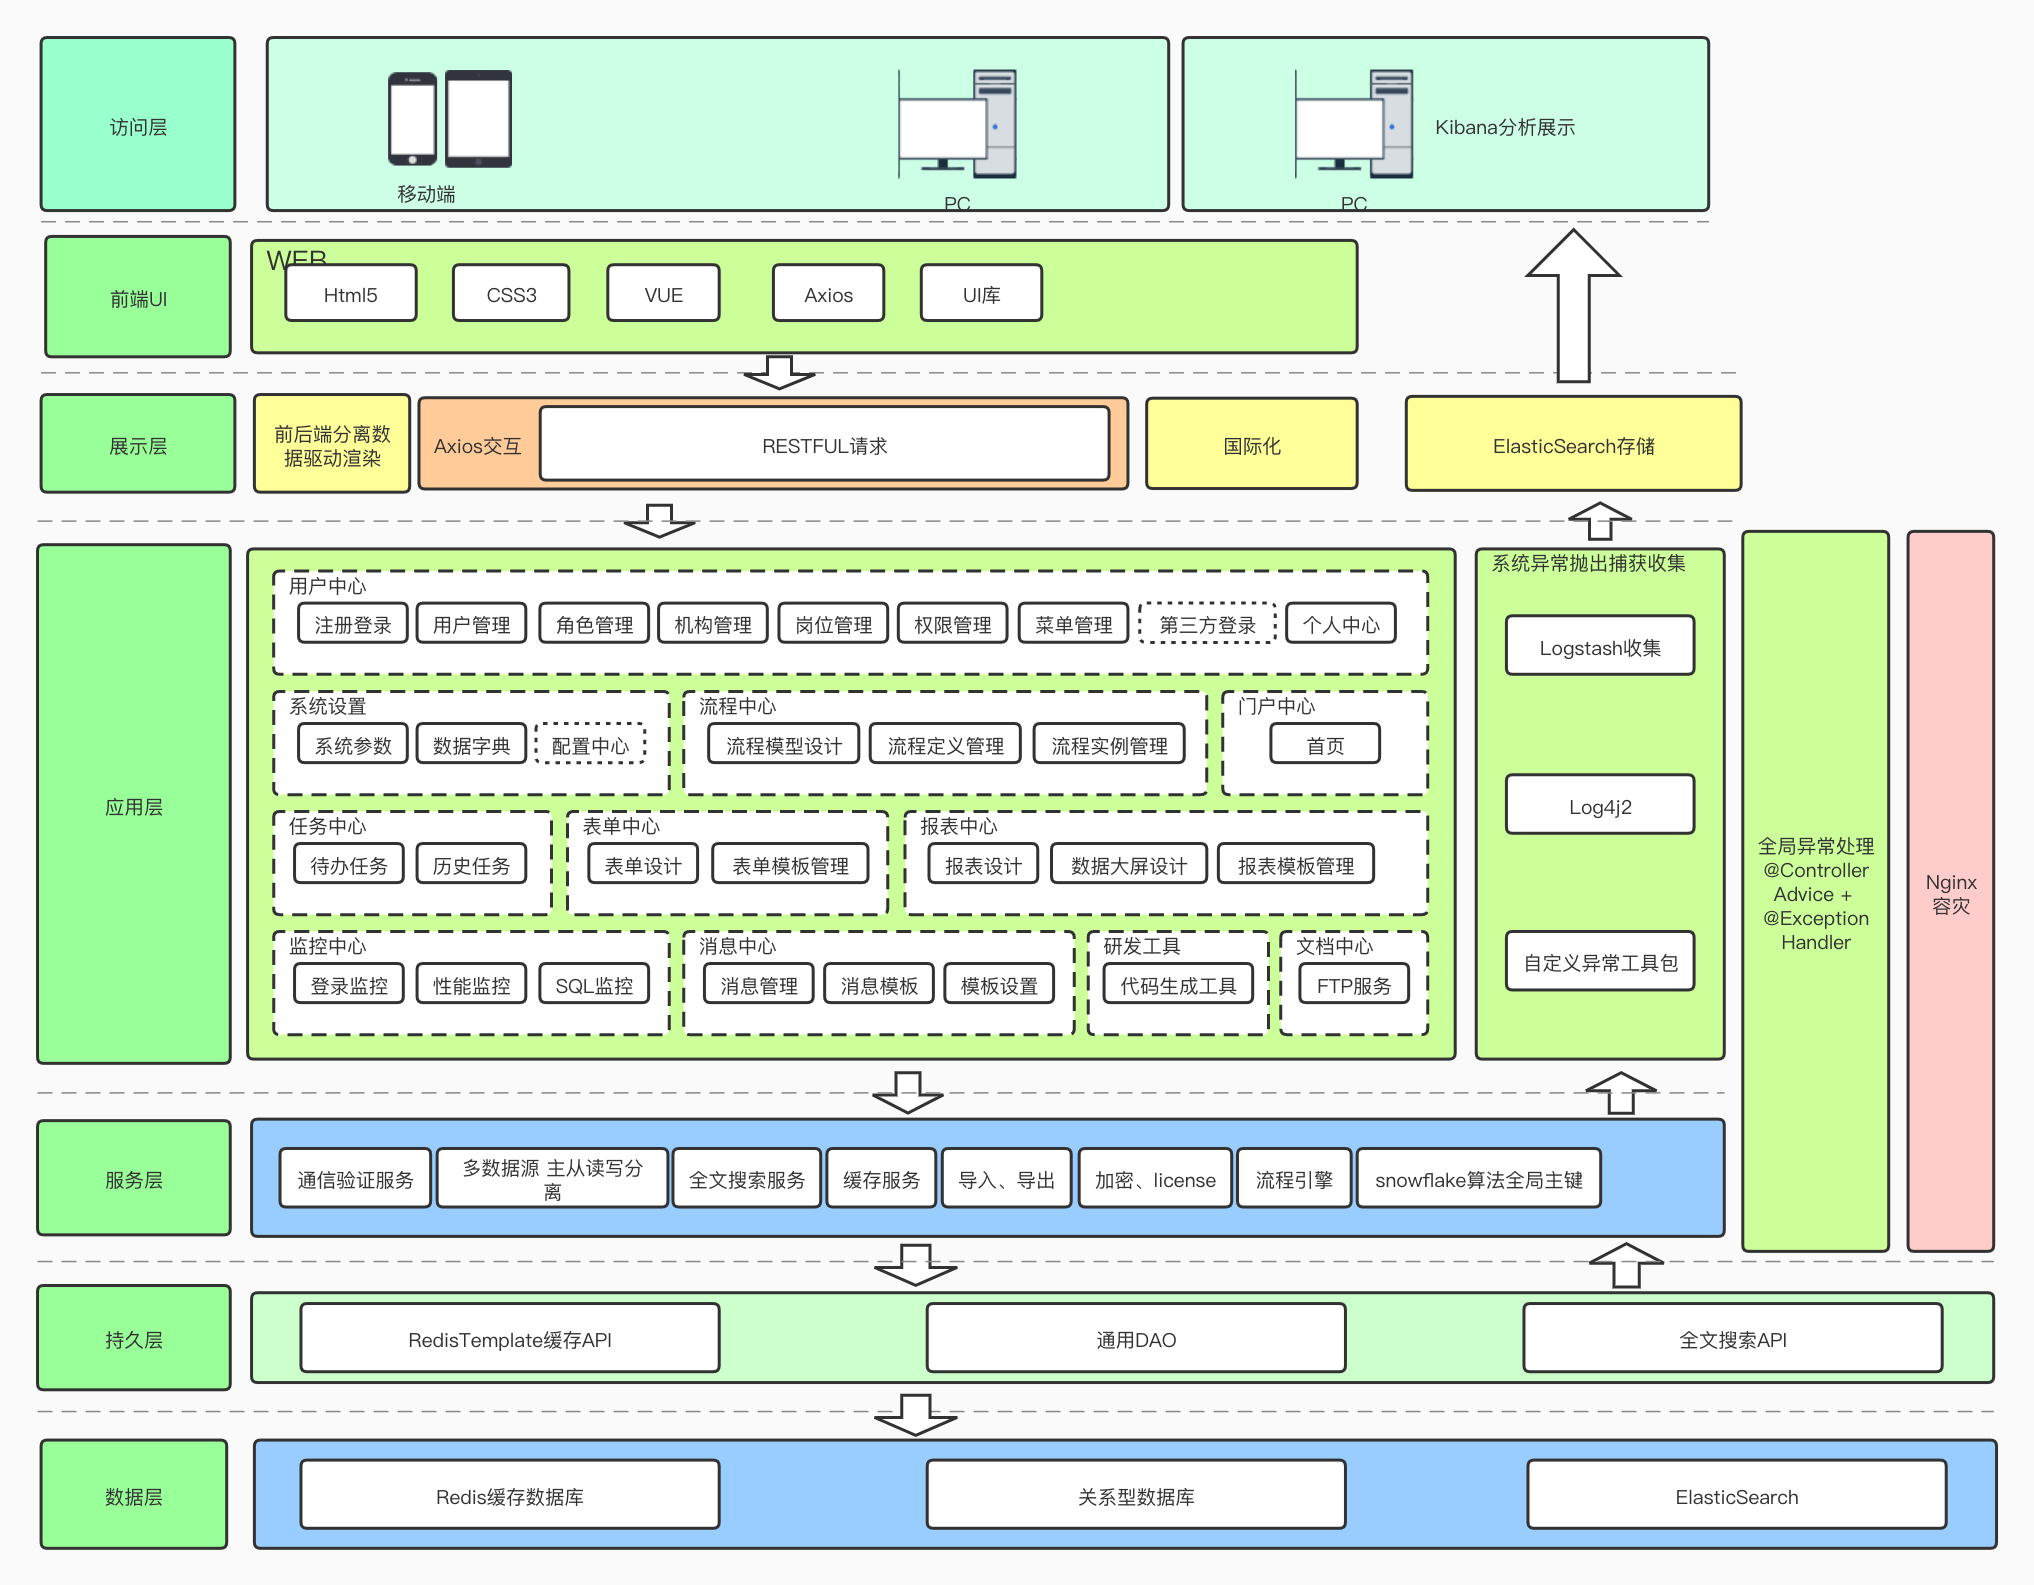 访问层
移动端
PC
PC
Kibana分析展示
前端UI
WEB
Html5
CSS3
VUE
Axios
UI库
展示层
前后端分离数
据驱动渲染
Axios交互
RESTFUL请求
国际化
ElasticSearch存储
应用层
用户中心
注册登录
用户管理
角色管理
机构管理
岗位管理
权限管理
菜单管理
第三方登录
个人中心
系统设置
系统参数
数据字典
配置中心
流程中心
流程模型设计
流程定义管理
流程实例管理
门户中心
首页
任务中心
待办任务
历史任务
表单中心
表单设计
表单模板管理
报表中心
报表设计
数据大屏设计
报表模板管理
监控中心
登录监控
性能监控
SQL监控
消息中心
消息管理
消息模板
模板设置
研发工具
代码生成工具
文档中心
FTP服务
系统异常抛出捕获收集
Logstash收集
Log4j2
自定义异常工具包
全局异常处理
@Controller
Advice +
@Exception
Handler
Nginx
容灾
服务层
通信验证服务
多数据源 主从读写分
离
全文搜索服务
缓存服务
导入、导出
加密、license
流程引擎
snowflake算法全局主键
持久层
RedisTemplate缓存API
通用DAO
全文搜索API
数据层
Redis缓存数据库
关系型数据库
ElasticSearch